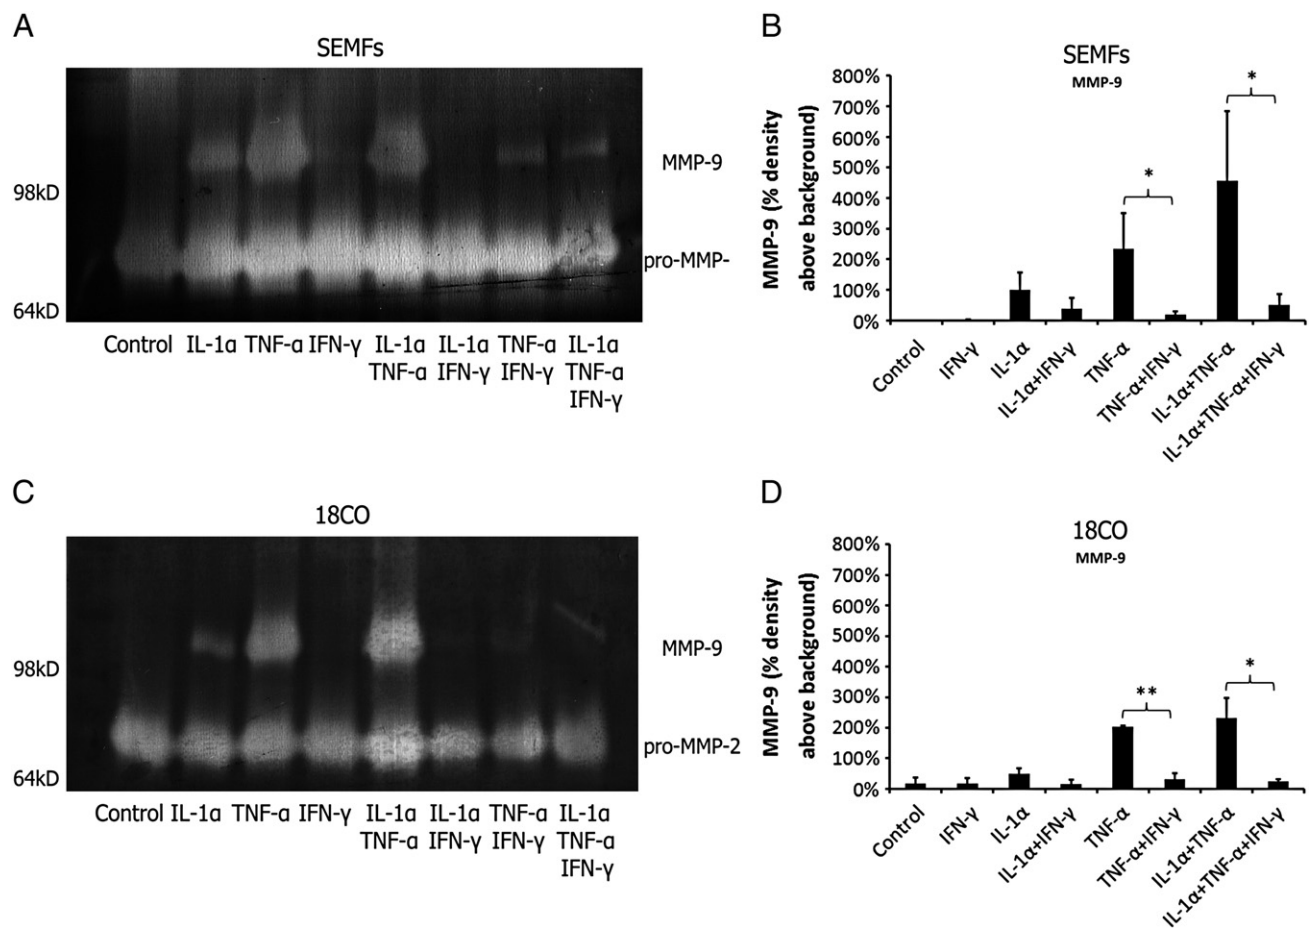 A
SEMFs
98kD
64kD
MMP-9
pro-MMP-
Control IL-1α TNF-α IFN-γ IL-1α IL-1α TNF-α IL-1α
TNF-α IFN-γ IFN-γ TNF-α
IFN-γ
B
SEMFs
MMP-9
MMP-9 (% density
above background)
800%
700%
600%
500%
400%
300%
200%
100%
0%
*
*
Control
IFN-γ
IL-1α
IL-1α+IFN-γ
TNF-α
TNF-α+IFN-γ
IL-1α+TNF-α
IL-1α+TNF-α+IFN-γ
C
18CO
98kD
64kD
MMP-9
pro-MMP-2
Control IL-1α TNF-α IFN-γ IL-1α IL-1α TNF-α IL-1α
TNF-α IFN-γ IFN-γ TNF-α
IFN-γ
D
18CO
MMP-9
MMP-9 (% density
above background)
800%
700%
600%
500%
400%
300%
200%
100%
0%
**
*
Control
IFN-γ
IL-1α
IL-1α+IFN-γ
TNF-α
TNF-α+IFN-γ
IL-1α+TNF-α
IL-1α+TNF-α+IFN-γ